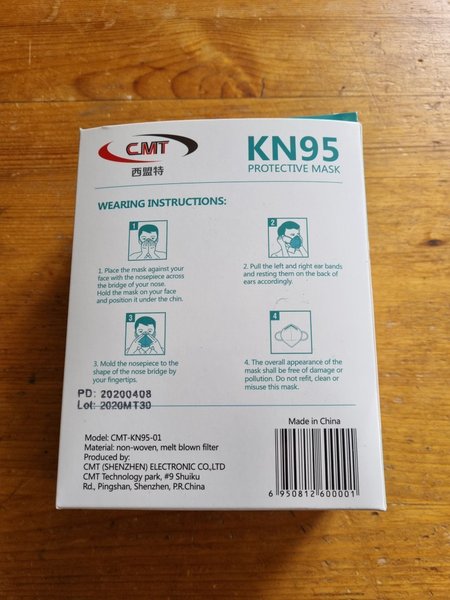 CMT
西盟特
KN95
PROTECTIVE MASK
WEARING INSTRUCTIONS:
1
1. Place the mask against your
face with the nosepiece across
the bridge of your nose.
Hold the mask on your face
and position it under the chin.
2
2. Pull the left and right ear bands
and resting them on the back of
ears accordingly.
3
3. Mold the nosepiece to the
shape of the nose bridge by
your fingertips.
4
4. The overall appearance of the
mask shall be free of damage or
pollution. Do not refit, clean or
misuse this mask.
PD: 20200408
Lot: 2020MT30
Model: CMT-KN95-01
Material: non-woven, melt blown filter
Produced by:
CMT (SHENZHEN) ELECTRONIC CO.,LTD
CMT Technology park, #9 Shuiku
Rd., Pingshan, Shenzhen, P.R.China
Made in China
6 950812 600001